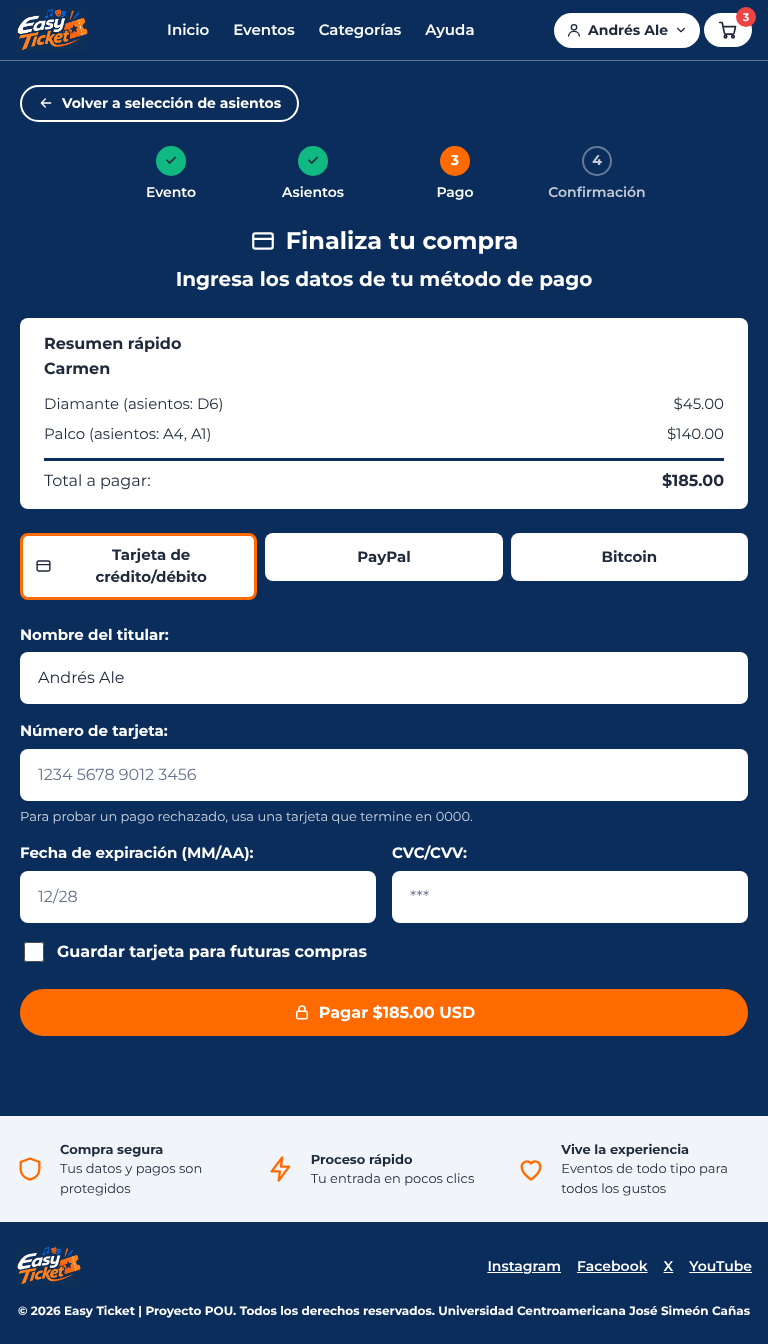 Easy Ticket
Inicio Eventos Categorías Ayuda
Andrés Ale
3
Volver a selección de asientos
3 4
Evento Asientos Pago Confirmación
Finaliza tu compra
Ingresa los datos de tu método de pago
Resumen rápido
Carmen
Diamante (asientos: D6) $45.00
Palco (asientos: A4, A1) $140.00
Total a pagar: $185.00
Tarjeta de
crédito/débito
PayPal
Bitcoin
Nombre del titular:
Andrés Ale
Número de tarjeta:
1234 5678 9012 3456
Para probar un pago rechazado, usa una tarjeta que termine en 0000.
Fecha de expiración (MM/AA): CVC/CVV:
12/28 ***
Guardar tarjeta para futuras compras
Pagar $185.00 USD
Compra segura
Tus datos y pagos son
protegidos
Proceso rápido
Tu entrada en pocos clics
Vive la experiencia
Eventos de todo tipo para
todos los gustos
Easy Ticket
Instagram Facebook X YouTube
© 2026 Easy Ticket | Proyecto POU. Todos los derechos reservados. Universidad Centroamericana José Simeón Cañas